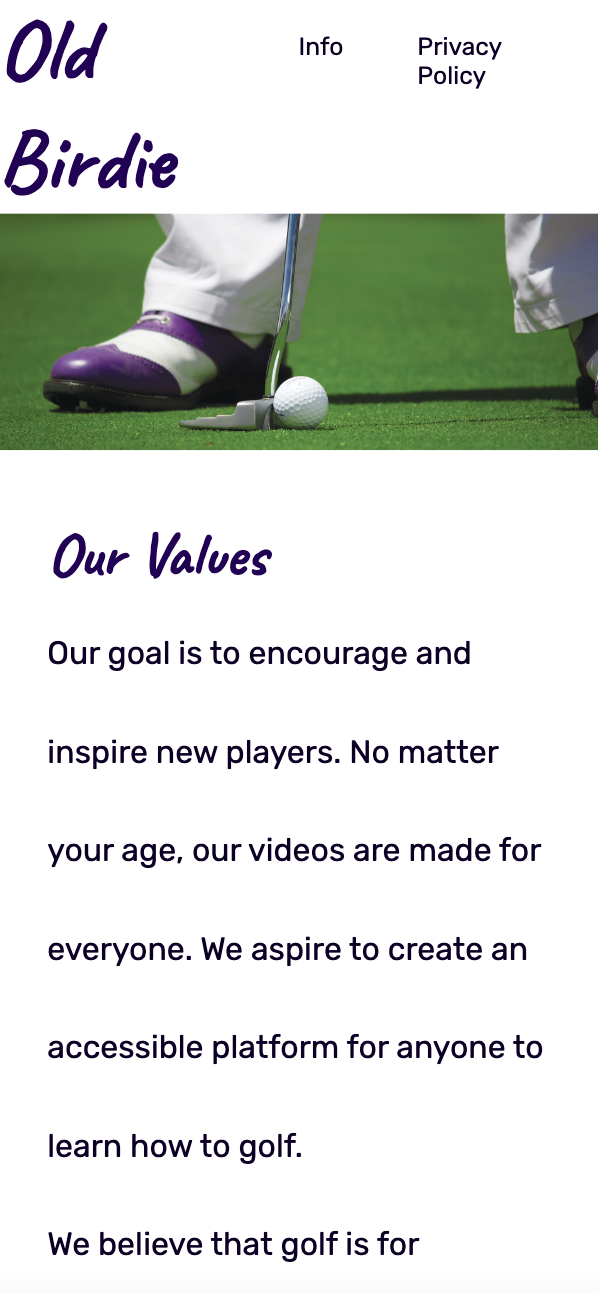 Old
Birdie
Info
Privacy
Policy
Our Values
Our goal is to encourage and
inspire new players. No matter
your age, our videos are made for
everyone. We aspire to create an
accessible platform for anyone to
learn how to golf.
We believe that golf is for